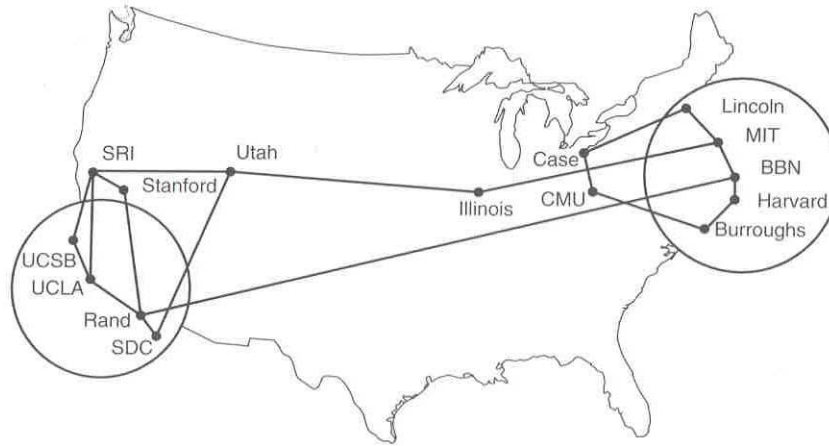 Lincoln
MIT
SRI
Utah
Case
BBN
Stanford
Illinois
CMU
Harvard
Burroughs
UCSB
UCLA
Rand
SDC